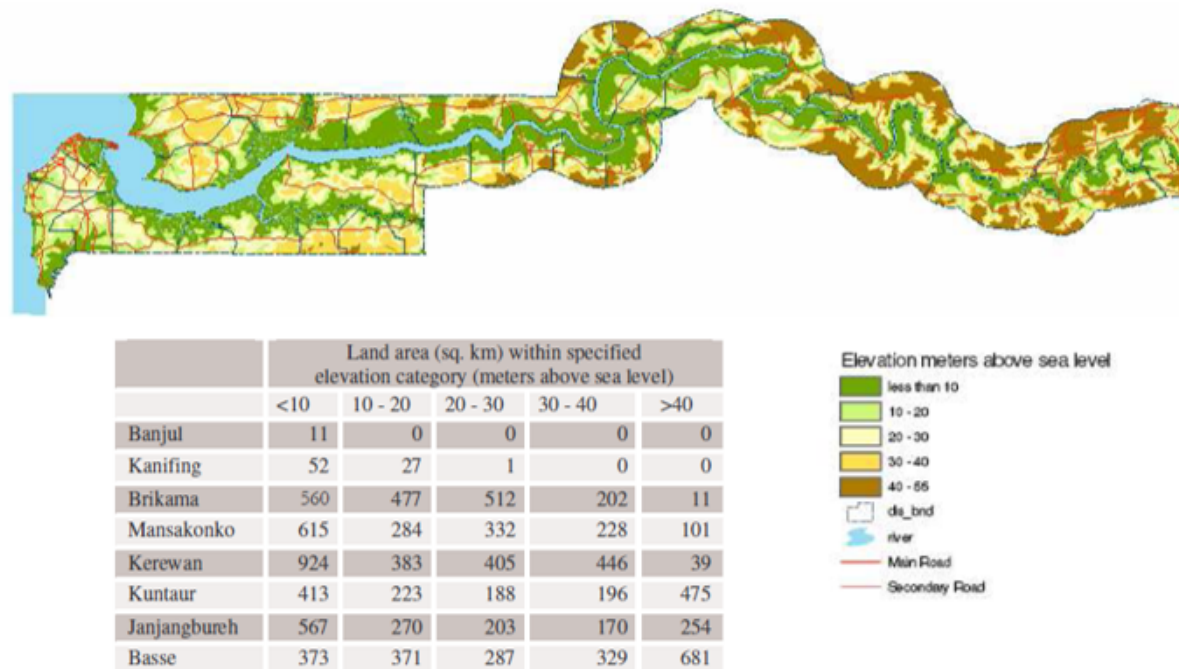 Land area (sq. km) within specified
elevation category (meters above sea level)
<10 10 - 20 20 - 30 30 - 40 >40
Banjul 11 0 0 0 0
Kanifing 52 27 1 0 0
Brikama 560 477 512 202 11
Mansakonko 615 284 332 228 101
Kerewan 924 383 405 446 39
Kuntaur 413 223 188 196 475
Janjangbureh 567 270 203 170 254
Basse 373 371 287 329 681
Elevation meters above sea level
less than 10
10 - 20
20 - 30
30 - 40
40 - 55
dis_bnd
river
Main Road
Secondary Road